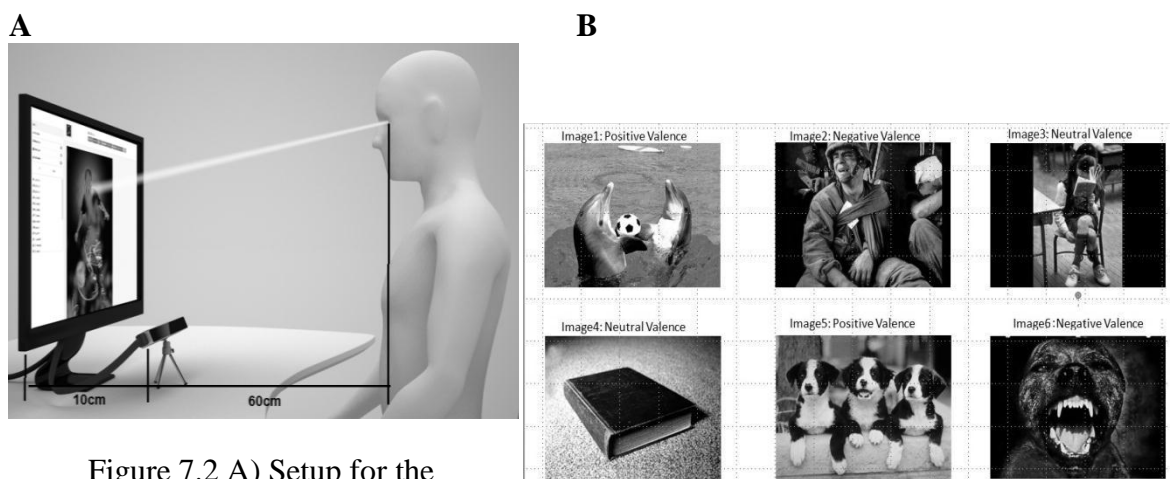 A
B
Image1: Positive Valence
Image2: Negative Valence
Image3: Neutral Valence
10cm
60cm
Image4: Neutral Valence
Image5: Positive Valence
Image6:Negative Valence
Figure 7.2 A) Setup for the